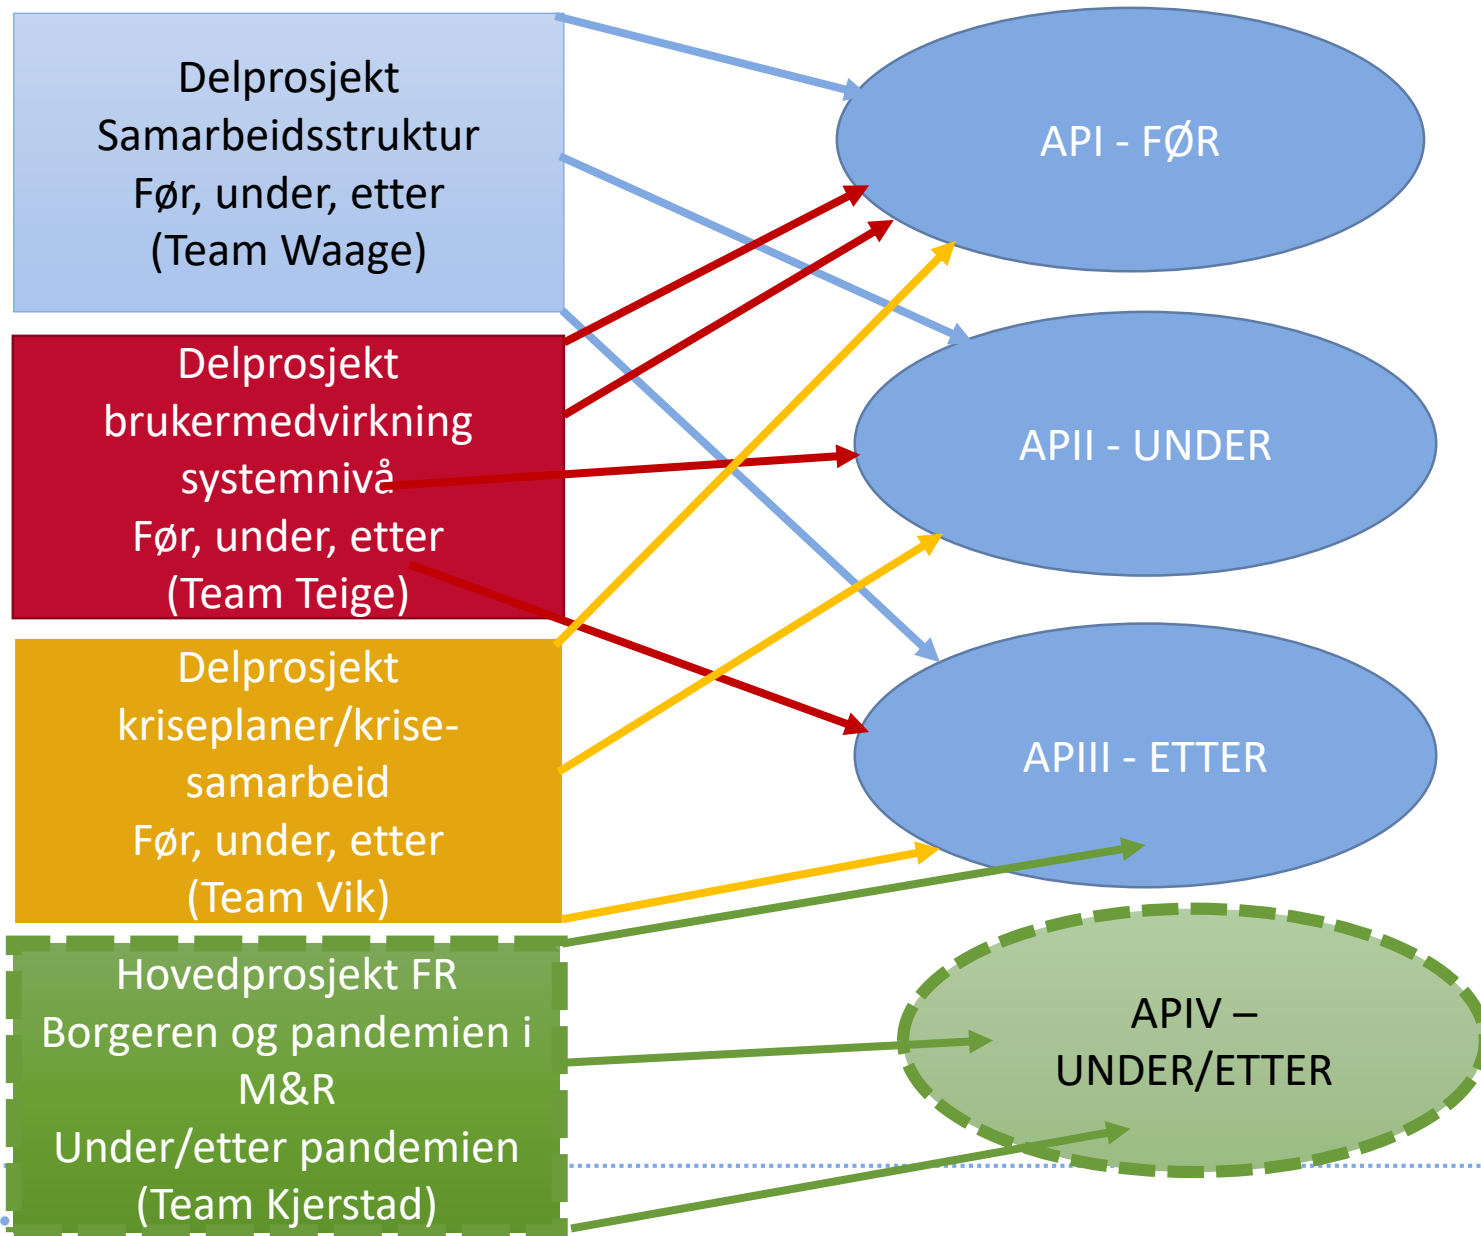 Delprosjekt
Samarbeidsstruktur
Før, under, etter
(Team Waage)
Delprosjekt
brukermedvirkning
systemnivå
Før, under, etter
(Team Teige)
Delprosjekt
kriseplaner/krise-
samarbeid
Før, under, etter
(Team Vik)
Hovedprosjekt FR
Borgeren og pandemien i
M&R
Under/etter pandemien
(Team Kjerstad)
API - FØR
APII - UNDER
APIII - ETTER
APIV –
UNDER/ETTER